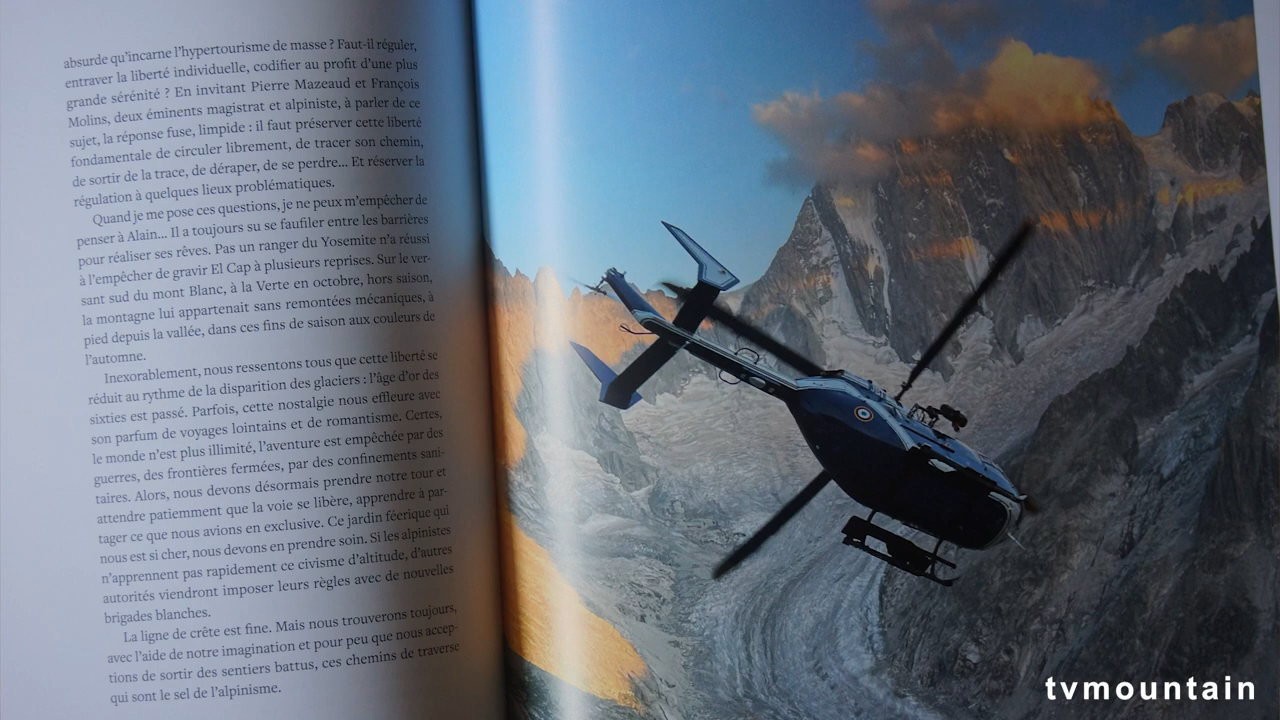 absurde qu'incarne l'hypertourisme de masse ? Faut-il réguler,
entraver la liberté individuelle, codifier au profit d'une plus
grande sérénité ? En invitant Pierre Mazeaud et François
Molins, deux éminents magistrat et alpiniste, à parler de ce
sujet, la réponse fuse, limpide : il faut préserver cette liberté
fondamentale de circuler librement, de tracer son chemin,
de sortir de la trace, de déraper, de se perdre... Et réserver la
régulation à quelques lieux problématiques.
Quand je me pose ces questions, je ne peux m'empêcher de
penser à Alain... Il a toujours su se faufiler entre les barrières
pour réaliser ses rêves. Pas un ranger du Yosemite n'a réussi
à l'empêcher de gravir El Cap à plusieurs reprises. Sur le ver-
sant sud du mont Blanc, à la Verte en octobre, hors saison,
la montagne lui appartenait sans remontées mécaniques, à
pied depuis la vallée, dans ces fins de saison aux couleurs de
l'automne.
Inexorablement, nous ressentons tous que cette liberté se
réduit au rythme de la disparition des glaciers : l'âge d'or des
sixties est passé. Parfois, cette nostalgie nous effleure avec
son parfum de voyages lointains et de romantisme. Certes,
le monde n'est plus illimité, l'aventure est empêchée par des
guerres, des frontières fermées, par des confinements sani-
taires. Alors, nous devons désormais prendre notre tour et
attendre patiemment que la voie se libère, apprendre à par-
tager ce que nous avions en exclusive. Ce jardin féerique qui
nous est si cher, nous devons en prendre soin. Si les alpinistes
n'apprennent pas rapidement ce civisme d'altitude, d'autres
autorités viendront imposer leurs règles avec de nouvelles
brigades blanches.
La ligne de crête est fine. Mais nous trouverons toujours,
avec l'aide de notre imagination et pour peu que nous accep-
tions de sortir des sentiers battus, ces chemins de traverse
qui sont le sel de l'alpinisme.
tvmountain